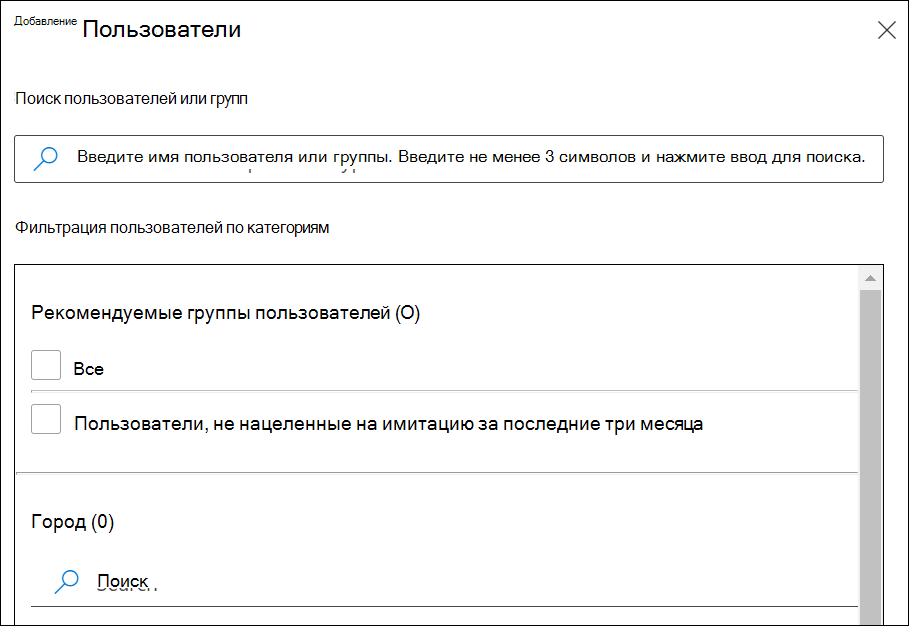 Добавление Пользователи
Поиск пользователей или групп
Введите имя пользователя или группы. Введите не менее 3 символов и нажмите ввод для поиска.
Фильтрация пользователей по категориям
Рекомендуемые группы пользователей (О)
Все
Пользователи, не нацеленные на имитацию за последние три месяца
Город (0)
Поиск